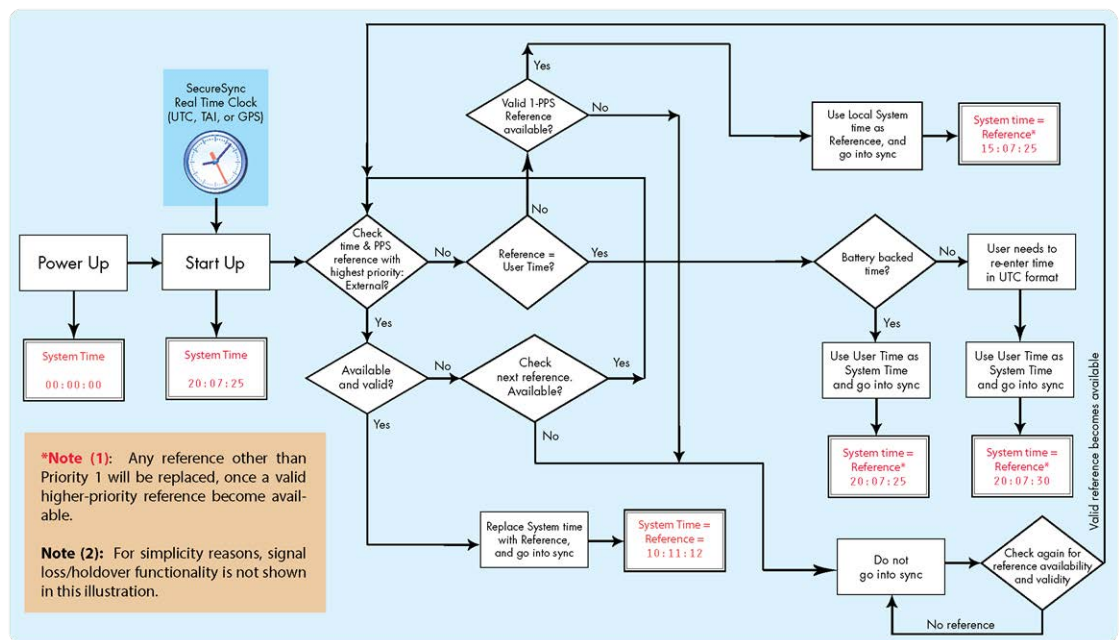 SecureSync
Real Time Clock
(UTC, TAI, or GPS)
Power Up
System Time
00:00:00
Start Up
System Time
20:07:25
Check
time & PPS
reference with
highest priority:
External?
No
Yes
Reference =
User Time?
No
Yes
Valid 1-PPS
Reference
available?
Yes
No
Use Local System
time as
Referencee, and
go into sync
System time =
Reference*
15:07:25
Battery backed
time?
No
Yes
User needs to
re-enter time
in UTC format
Use User Time as
System Time
and go into sync
Use User Time as
System Time
and go into sync
System time =
Reference*
20:07:25
System time =
Reference*
20:07:30
Available
and valid?
No
Yes
Check
next reference.
Available?
Yes
No
Replace System time
with Reference,
and go into sync
System Time =
Reference =
10:11:12
Do not
go into sync
Check again for
reference availability
and validity
No reference
Valid reference becomes available
*Note (1): Any reference other than
Priority 1 will be replaced, once a valid
higher-priority reference become avail-
able.
Note (2): For simplicity reasons, signal
loss/holdover functionality is not shown
in this illustration.